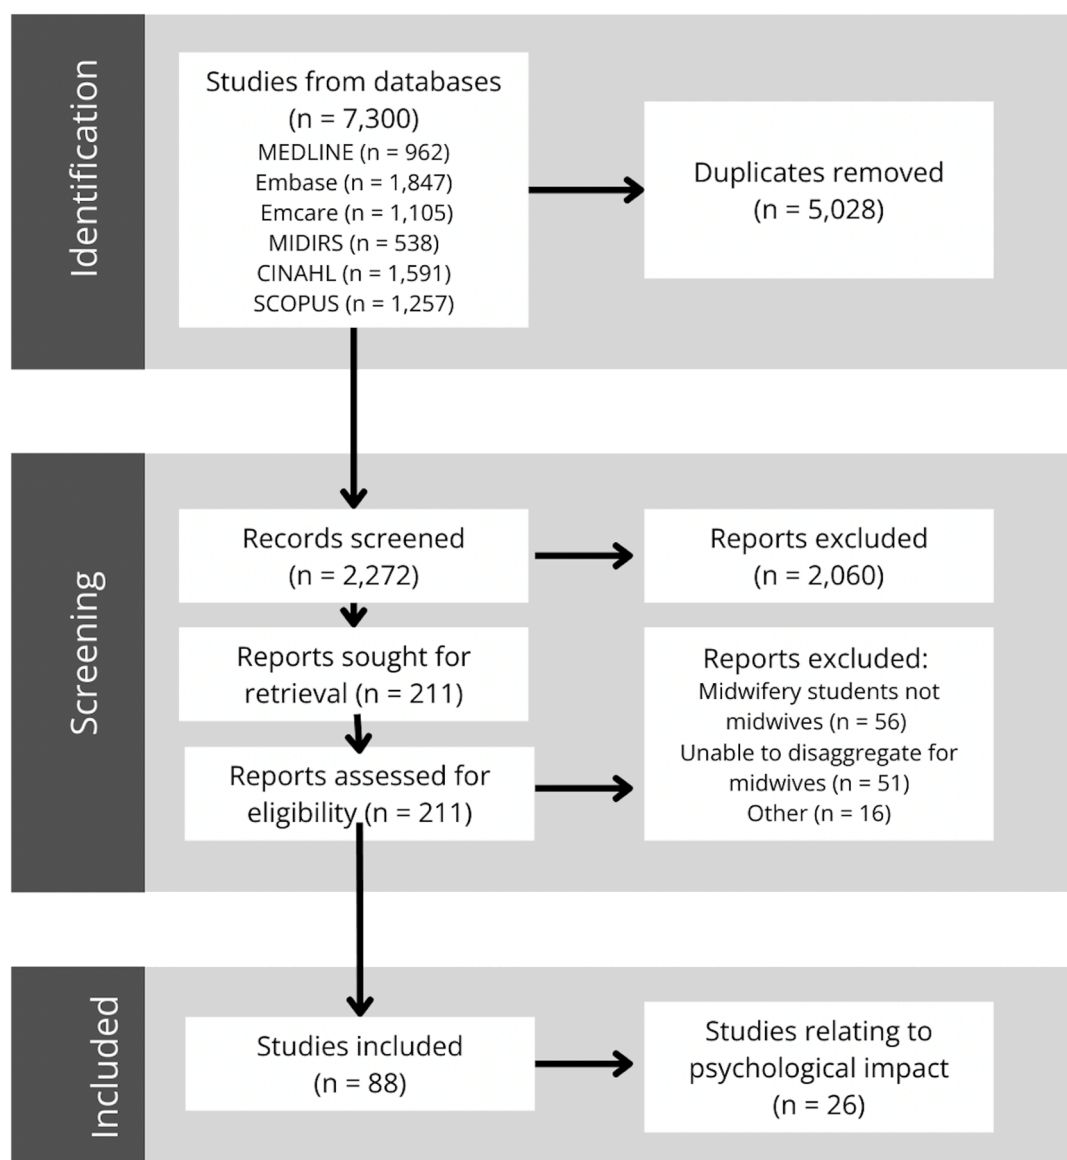 Identification
Studies from databases
(n = 7,300)
MEDLINE (n = 962)
Embase (n = 1,847)
Emcare (n = 1,105)
MIDIRS (n = 538)
CINAHL (n = 1,591)
SCOPUS (n = 1,257)
Duplicates removed
(n = 5,028)
Screening
Records screened
(n = 2,272)
Reports excluded
(n = 2,060)
Reports sought for
retrieval (n = 211)
Reports assessed for
eligibility (n = 211)
Reports excluded:
Midwifery students not
midwives (n = 56)
Unable to disaggregate for
midwives (n = 51)
Other (n = 16)
Included
Studies included
(n = 88)
Studies relating to
psychological impact
(n = 26)